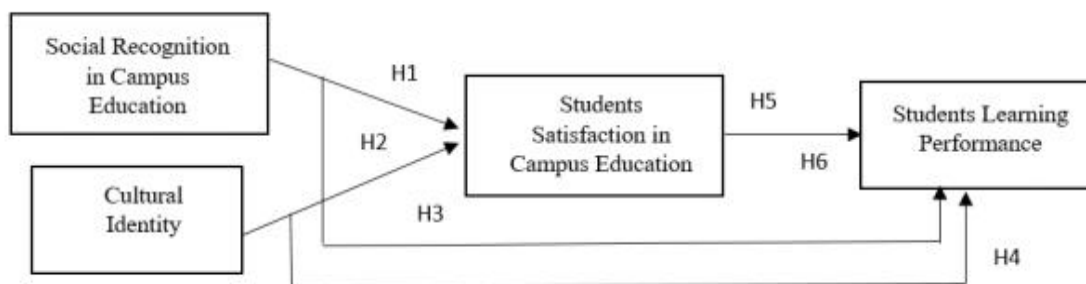 Social Recognition
in Campus
Education
H1
H2
Cultural
Identity
H3
Students
Satisfaction in
Campus Education
H5
H6
Students Learning
Performance
H4